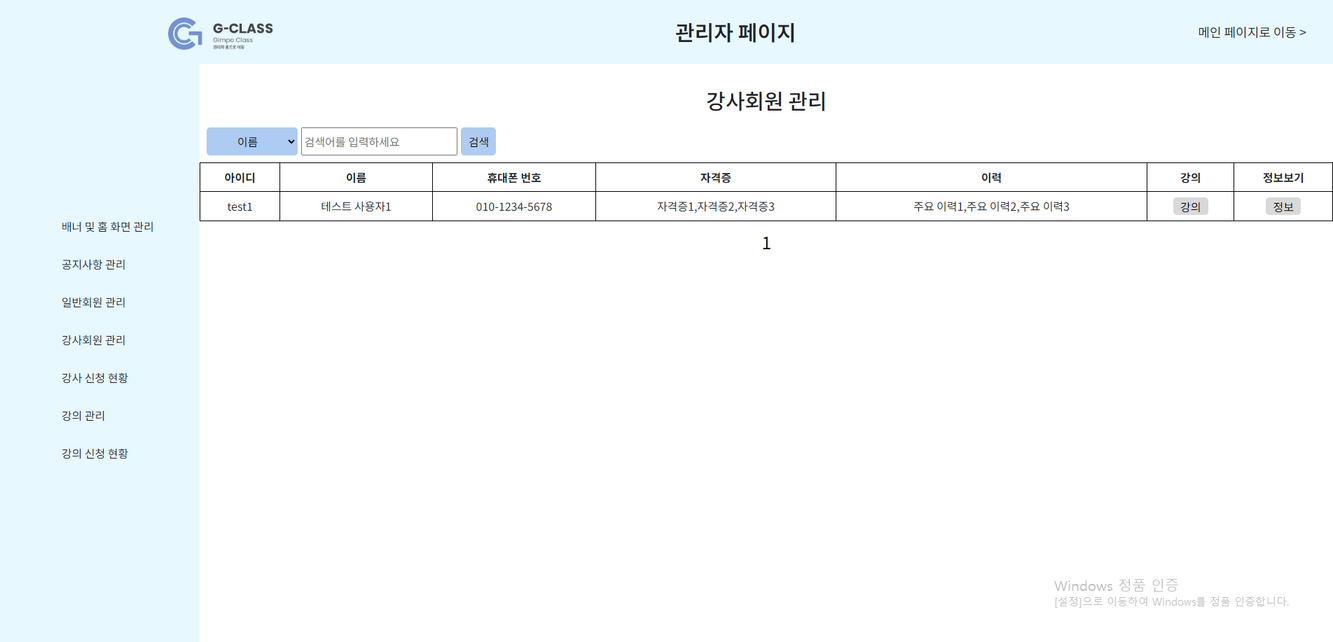 G-CLASS
Gimpo Class
관리자 페이지
메인 페이지로 이동 >
강사회원 관리
이름
검색어를 입력하세요
검색
아이디 이름 휴대폰 번호 자격증 이력 강의 정보보기
test1 테스트 사용자1 010-1234-5678 자격증1,자격증2,자격증3 주요 이력1,주요 이력2,주요 이력3 강의 정보
1
배너 및 홈 화면 관리
공지사항 관리
일반회원 관리
강사회원 관리
강사 신청 현황
강의 관리
강의 신청 현황
Windows 정품 인증
[설정]으로 이동하여 Windows를 정품 인증합니다.